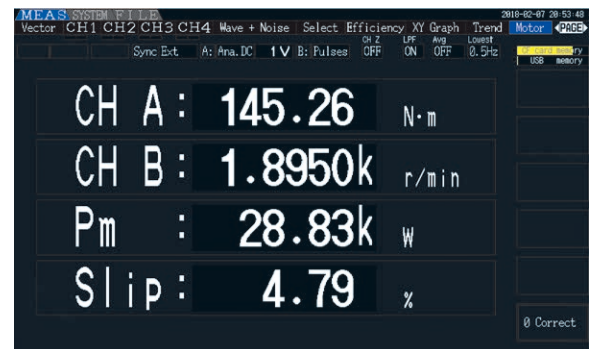 MEAS SYSTEM FILE 2018-02-07 20:53:48
Vector CH1 CH2 CH3 CH4 Wave + Noise Select Efficiency XY Graph Trend Motor PAGE
CH Z LPF Avg Lowest
Sync Ext A: Ana.DC 1V B: Pulses OFF ON OFF 0.5Hz
CF card memory
USB memory
CH A: 145.26 N·m
CH B: 1.8950k r/min
Pm : 28.83k W
Slip: 4.79 %
0 Correct